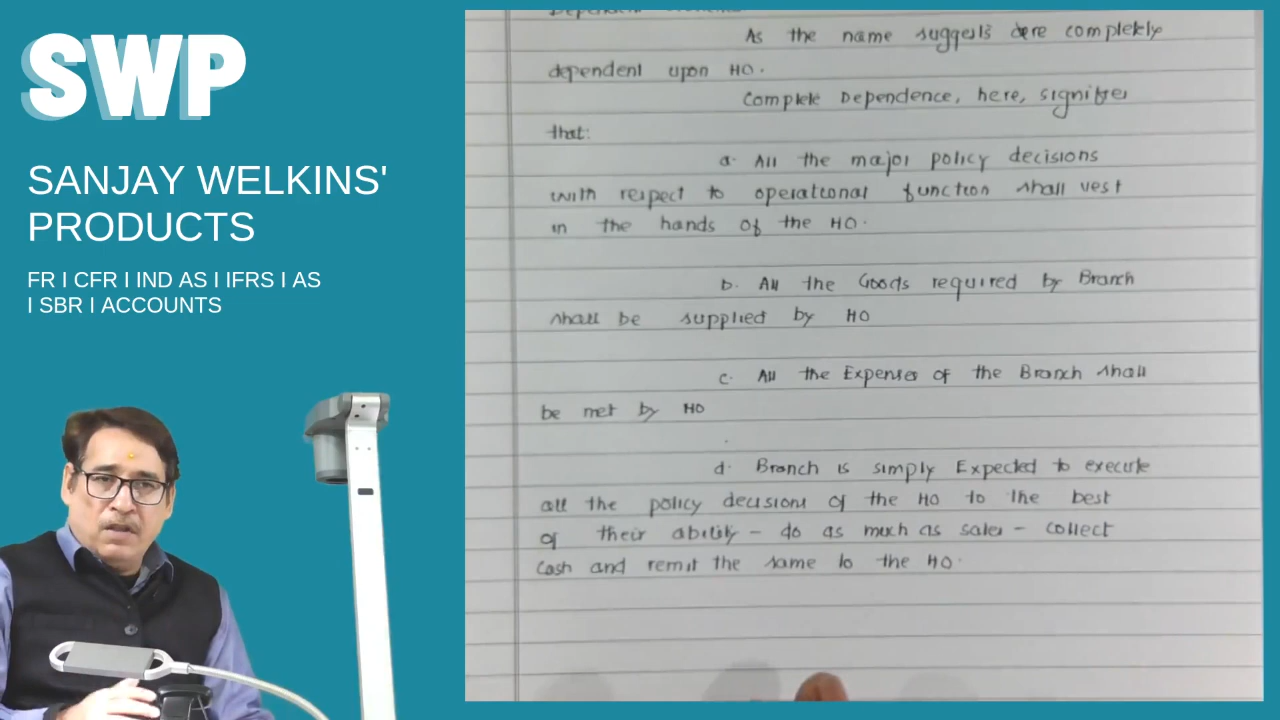 SWP
SANJAY WELKINS'
PRODUCTS
FR I CFR I IND AS I IFRS I AS
I SBR I ACCOUNTS
As the name suggests are completely
dependent upon HO.
Complete Dependence, here, signifies
that:
a. All the major policy decisions
with respect to operational function shall vest
in the hands of the HO.
b. All the Goods required by Branch
shall be supplied by HO
c. All the Expenses of the Branch shall
be met by HO
d. Branch is simply Expected to execute
all the policy decisions of the HO to the best
of their ability - do as much as sales - collect
Cash and remit the same to the HO.